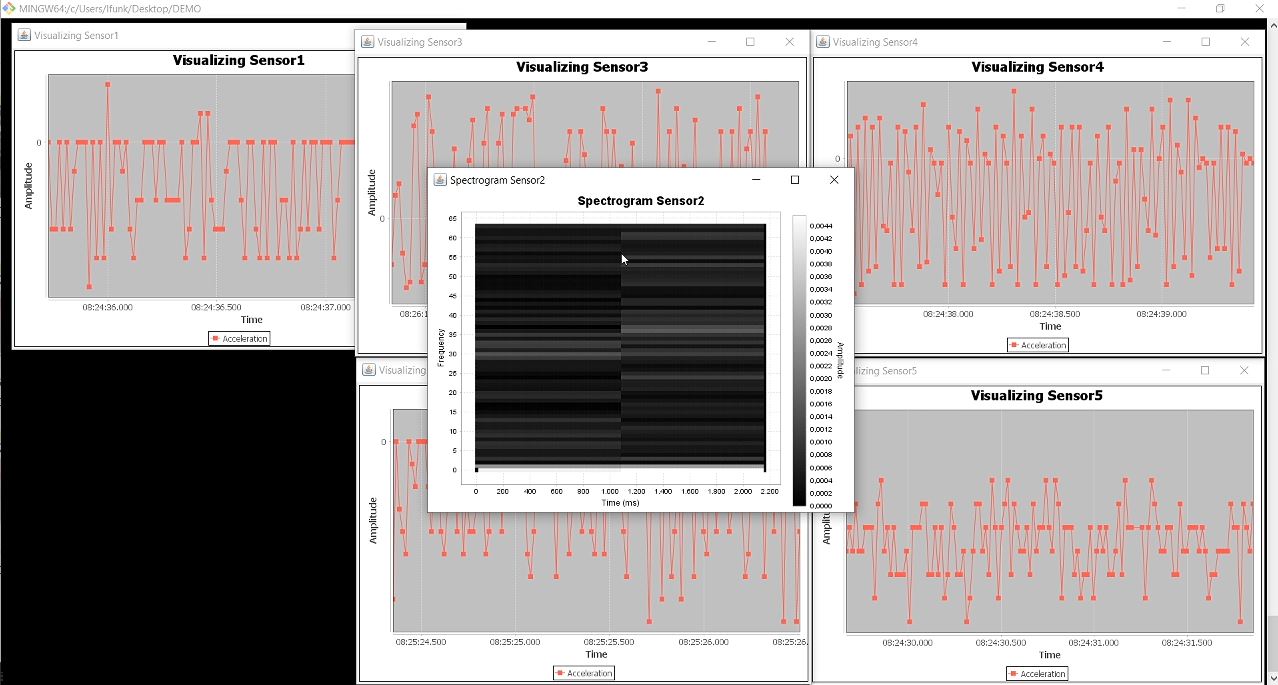 MINGW64:/c/Users/lfunk/Desktop/DEMO
Visualizing Sensor1
Visualizing Sensor1
Amplitude
0
08:24:36.000 08:24:36.500 08:24:37.000
Time
Acceleration
Visualizing Sensor3
Visualizing Sensor3
Amplitude
0
08:26:1
Visualizing Sensor4
Visualizing Sensor4
0
08:24:38.000 08:24:38.500 08:24:39.000
Time
Acceleration
Spectrogram Sensor2
Spectrogram Sensor2
Frequency
65
60
55
50
45
40
35
30
25
20
15
10
5
0
0 200 400 600 800 1.000 1.200 1.400 1.600 1.800 2.000 2.200
Time (ms)
0,0044
0,0042
0,0040
0,0038
0,0036
0,0034
0,0032
0,0030
0,0028
0,0026
0,0024
0,0022
0,0020
0,0018
0,0016
0,0014
0,0012
0,0010
0,0008
0,0006
0,0004
0,0002
0,0000
Amplitude
Visualizing
Amplitude
0
08:25:24.500 08:25:25.000 08:25:25.500 08:25:26.000 08:25:26.
Time
Acceleration
alizing Sensor5
Visualizing Sensor5
Amplitu
08:24:30.000 08:24:30.500 08:24:31.000 08:24:31.500
Time
Acceleration